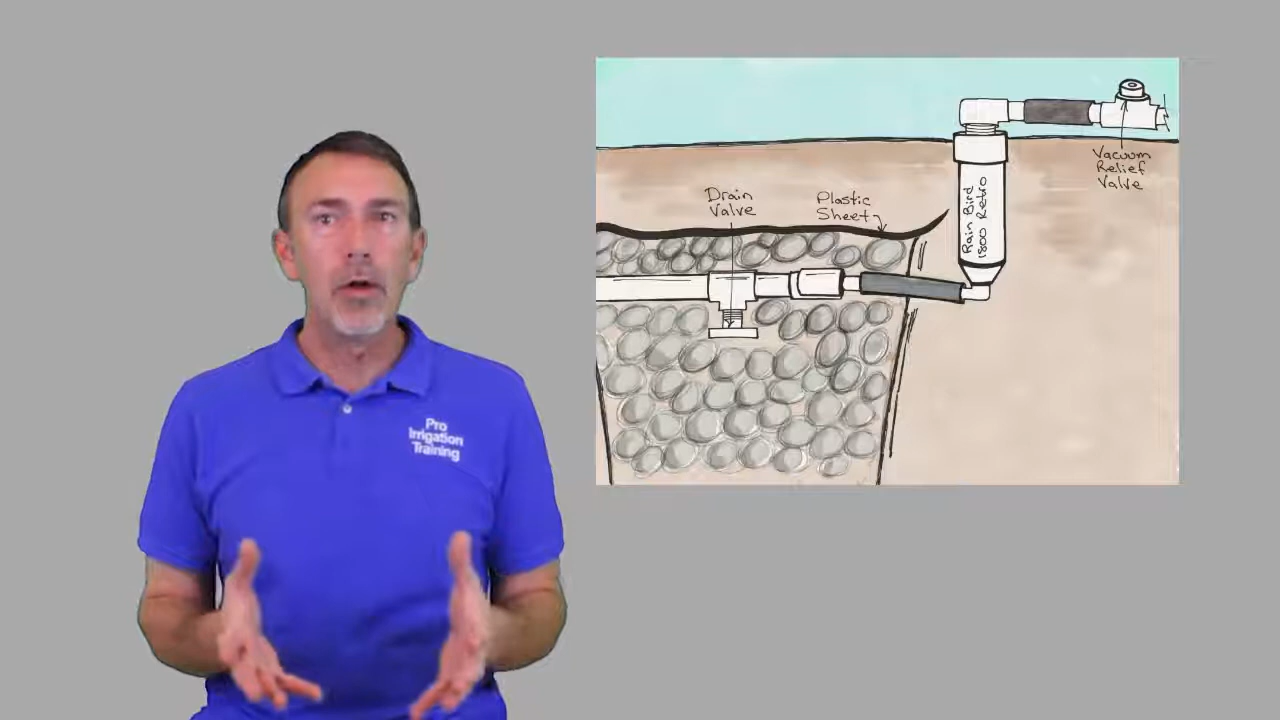 Pro
Irrigation
Training
Drain
Valve
Plastic
Sheet
Rain Bird
1800 Retro
Vacuum
Relief
Valve